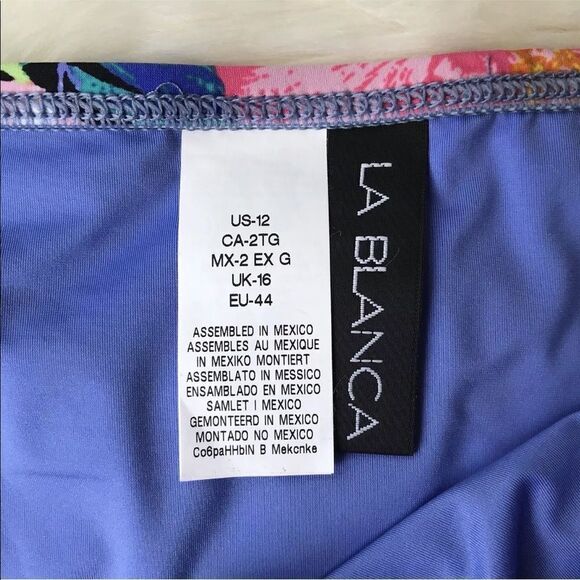 US-12
CA-2TG
MX-2 EX G
UK-16
EU-44
ASSEMBLED IN MEXICO
ASSEMBLES AU MEXIQUE
IN MEXIKO MONTIERT
ASSEMBLATO IN MESSICO
ENSAMBLADO EN MEXICO
SAMLET I MEXICO
GEMONTEERD IN MEXICO
MONTADO NO MEXICO
Co6paHHbIN B Mekcnke
LA BLANCA